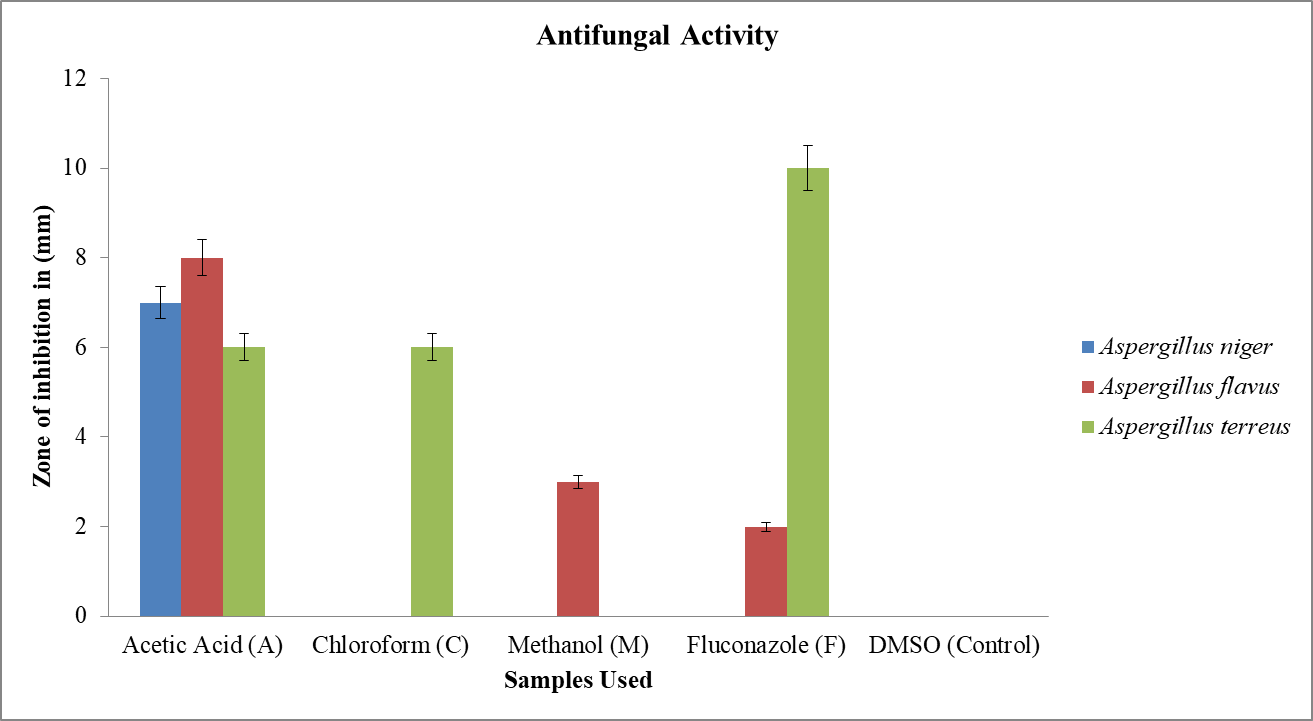 Antifungal Activity
12
10
8
6
4
2
0
Zone of inhibition in (mm)
Acetic Acid (A)
Chloroform (C)
Methanol (M)
Fluconazole (F)
DMSO (Control)
Samples Used
Aspergillus niger
Aspergillus flavus
Aspergillus terreus